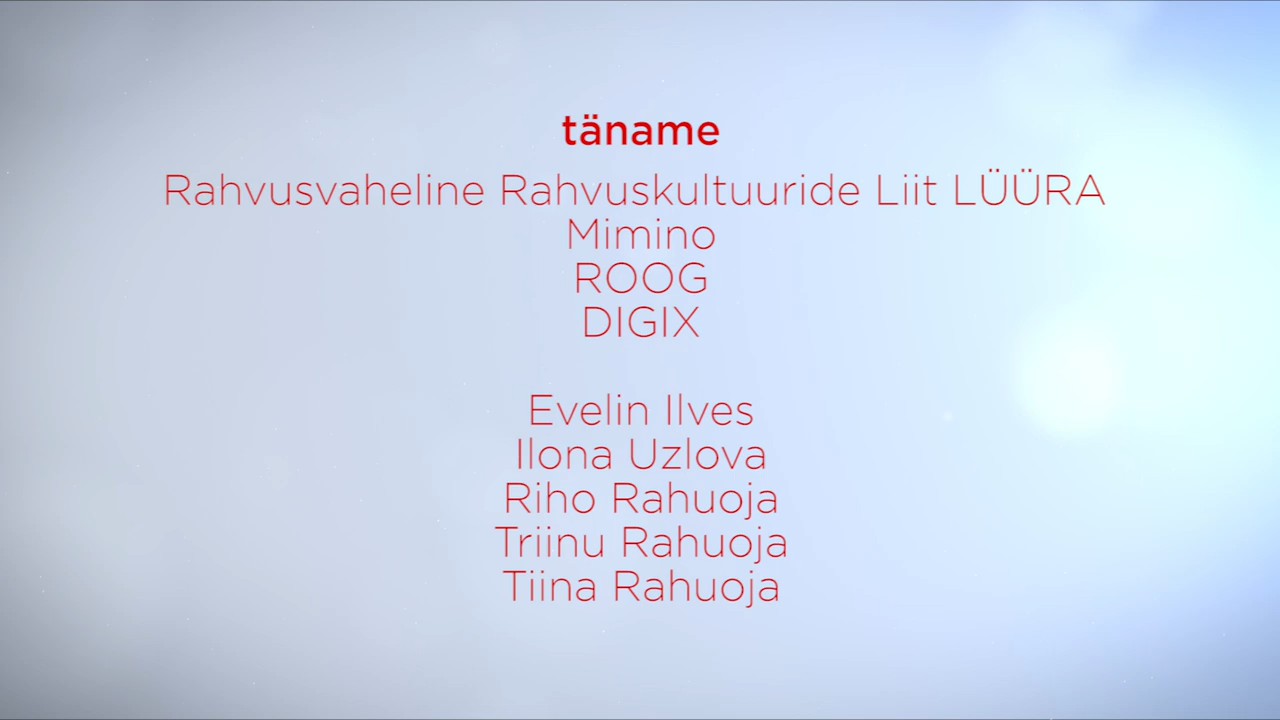 täname
Rahvusvaheline Rahvuskultuuride Liit LÜÜRA
Mimino
ROOG
DIGIX
Evelin Ilves
Ilona Uzlova
Riho Rahuoja
Triinu Rahuoja
Tiina Rahuoja